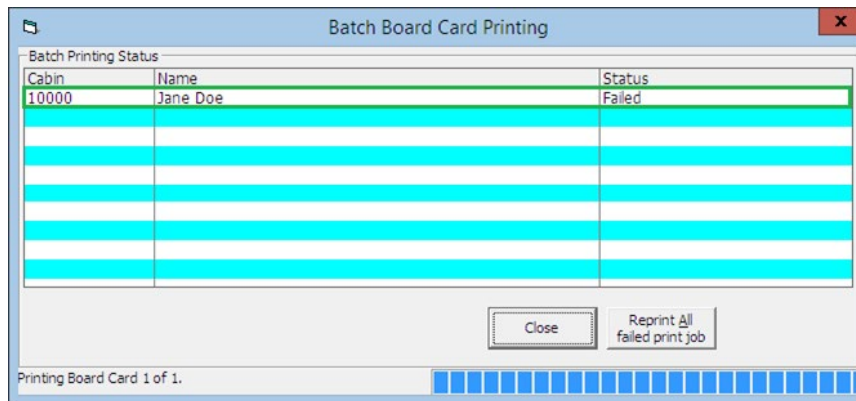 Batch Board Card Printing
x
Batch Printing Status
Cabin Name Status
10000 Jane Doe Failed
Close
Reprint All
failed print job
Printing Board Card 1 of 1.